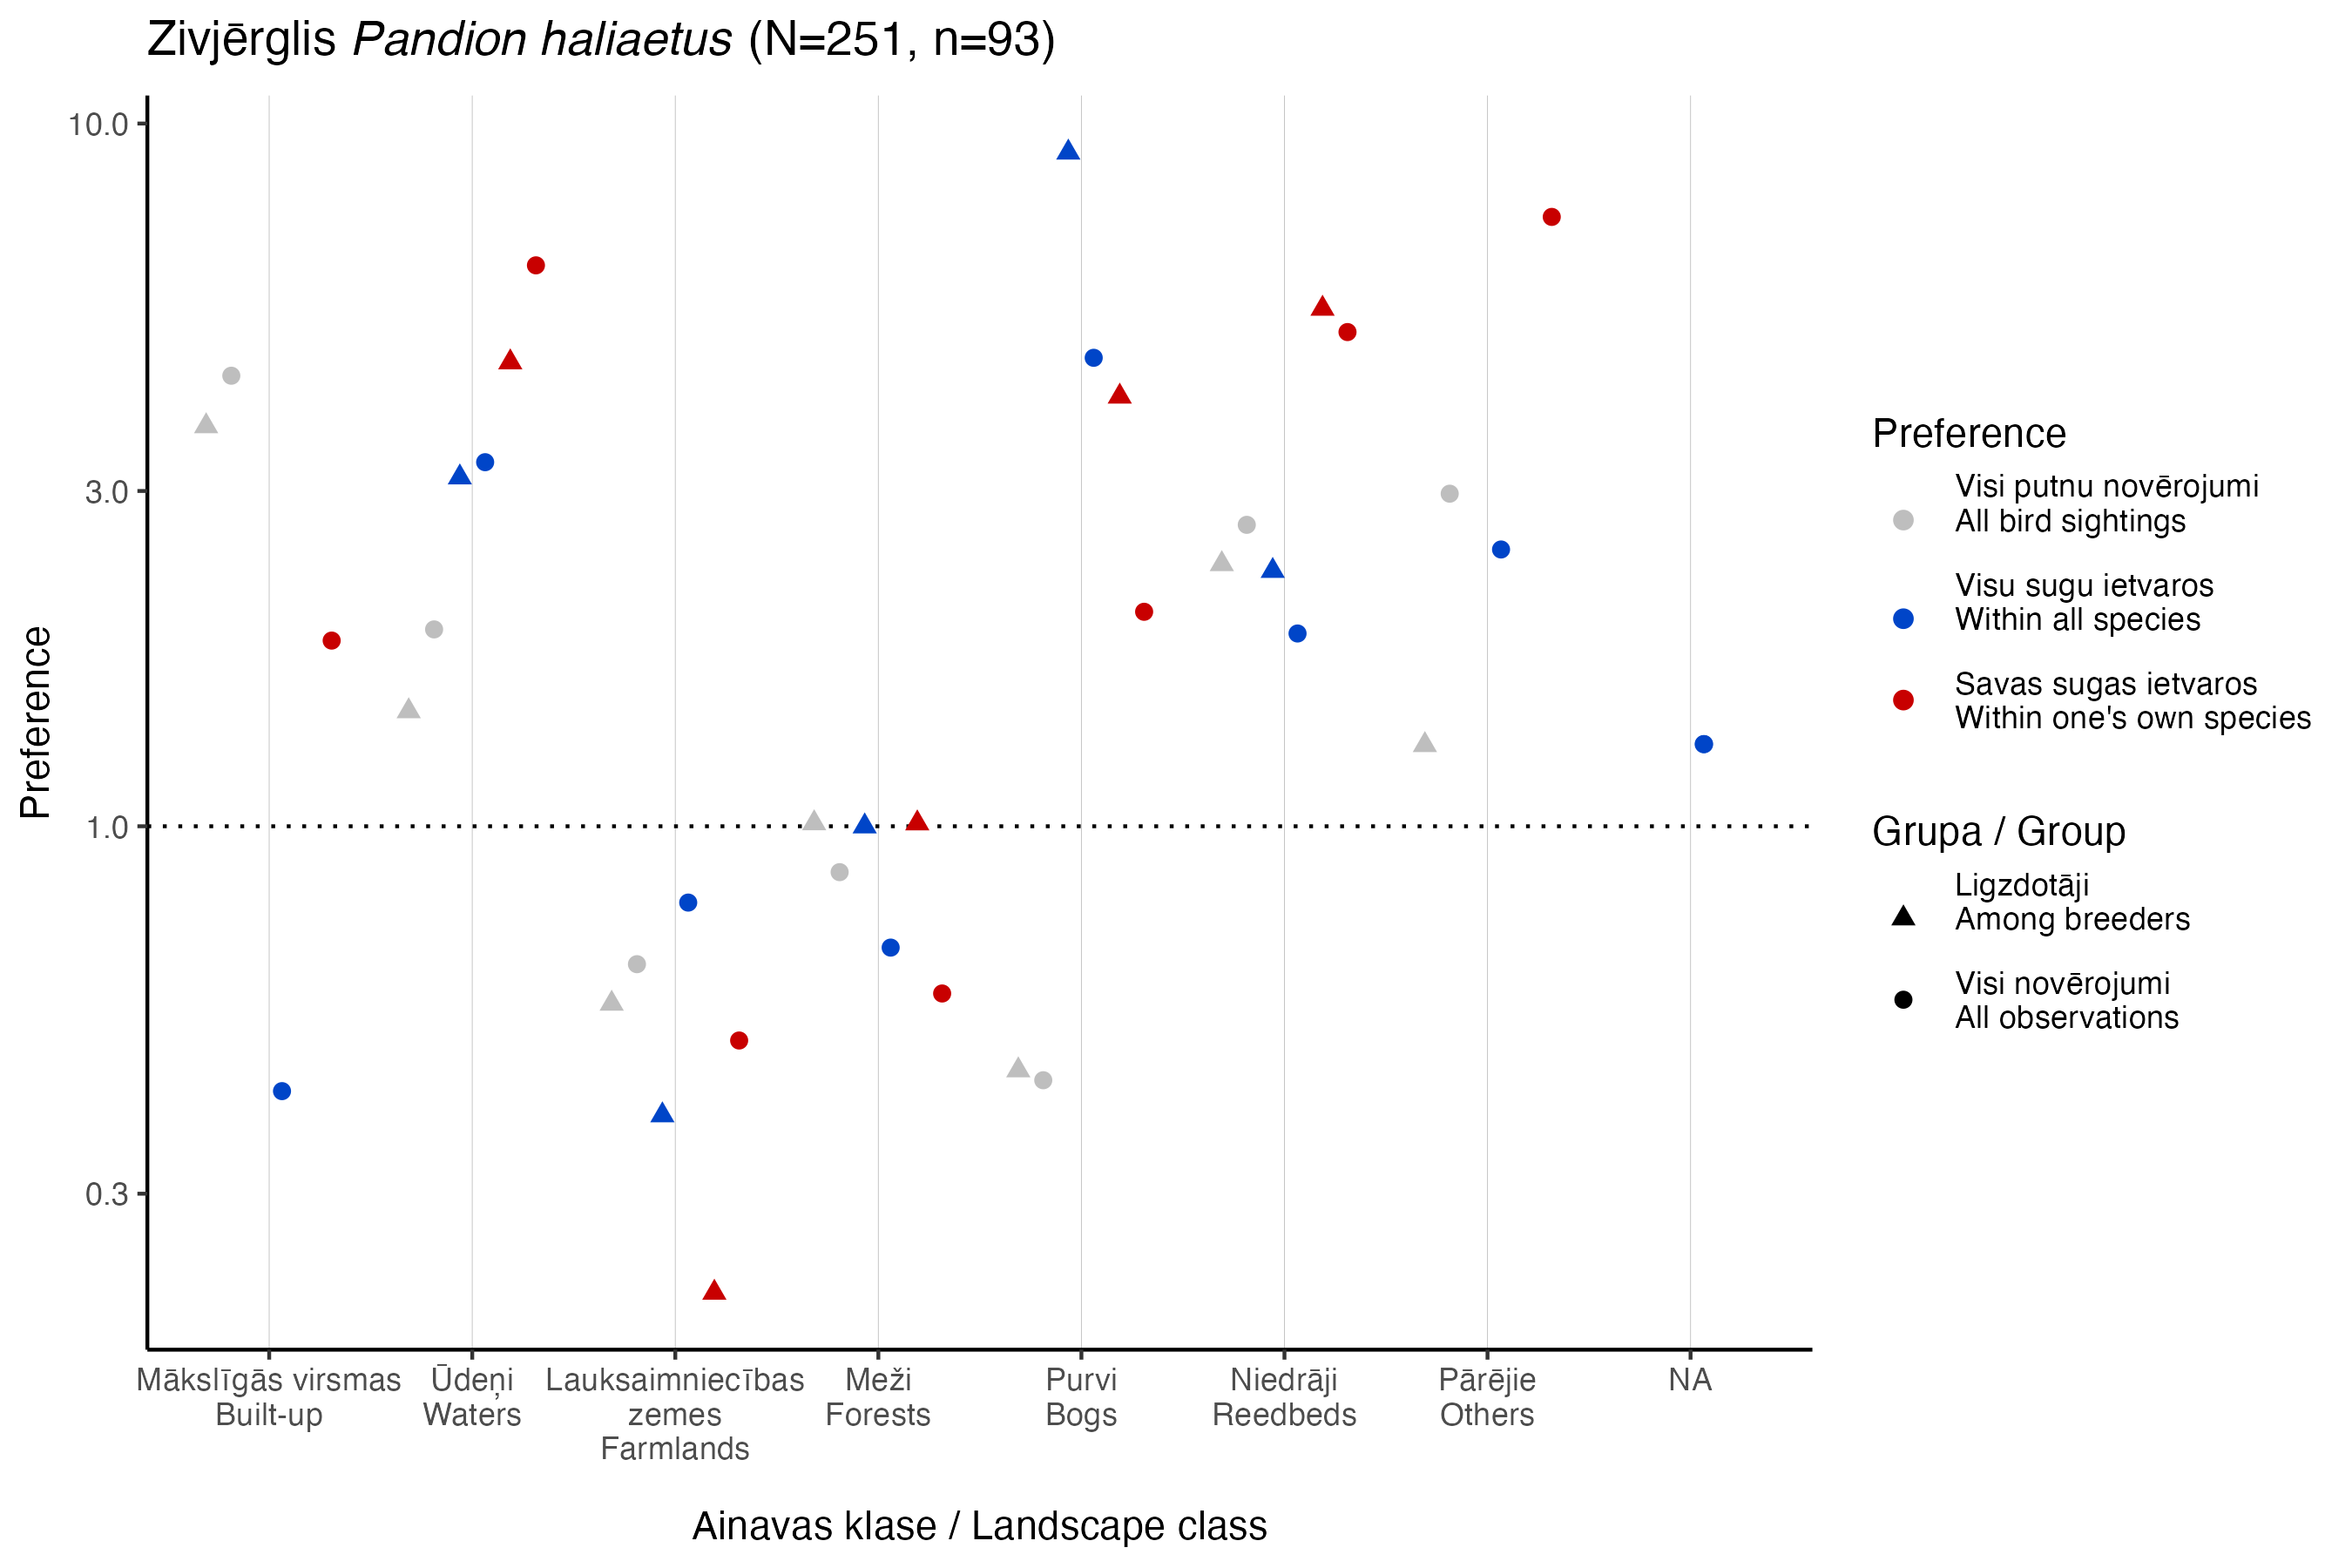 Zivjērglis Pandion haliaetus (N=251, n=93)
10.0
3.0
1.0
0.3
Preference
Mākslīgās virsmas
Built-up
Ūdeņi
Waters
Lauksaimniecības
zemes
Farmlands
Meži
Forests
Purvi
Bogs
Niedrāji
Reedbeds
Pārējie
Others
NA
Ainavas klase / Landscape class
Preference
Visi putnu novērojumi
All bird sightings
Visu sugu ietvaros
Within all species
Savas sugas ietvaros
Within one's own species
Grupa / Group
Ligzdotāji
Among breeders
Visi novērojumi
All observations